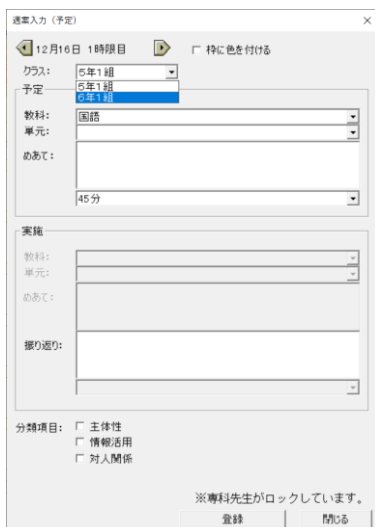 週案入力（予定）
12月16日 1時限目 枠に色を付ける
クラス： 5年1組
5年1組
6年1組
予定
教科： 国語
単元：
めあて：
45分
実施
教科：
単元：
めあて：
振り返り：
分類項目： 主体性
情報活用
対人関係
※専科先生がロックしています。
登録 閉じる